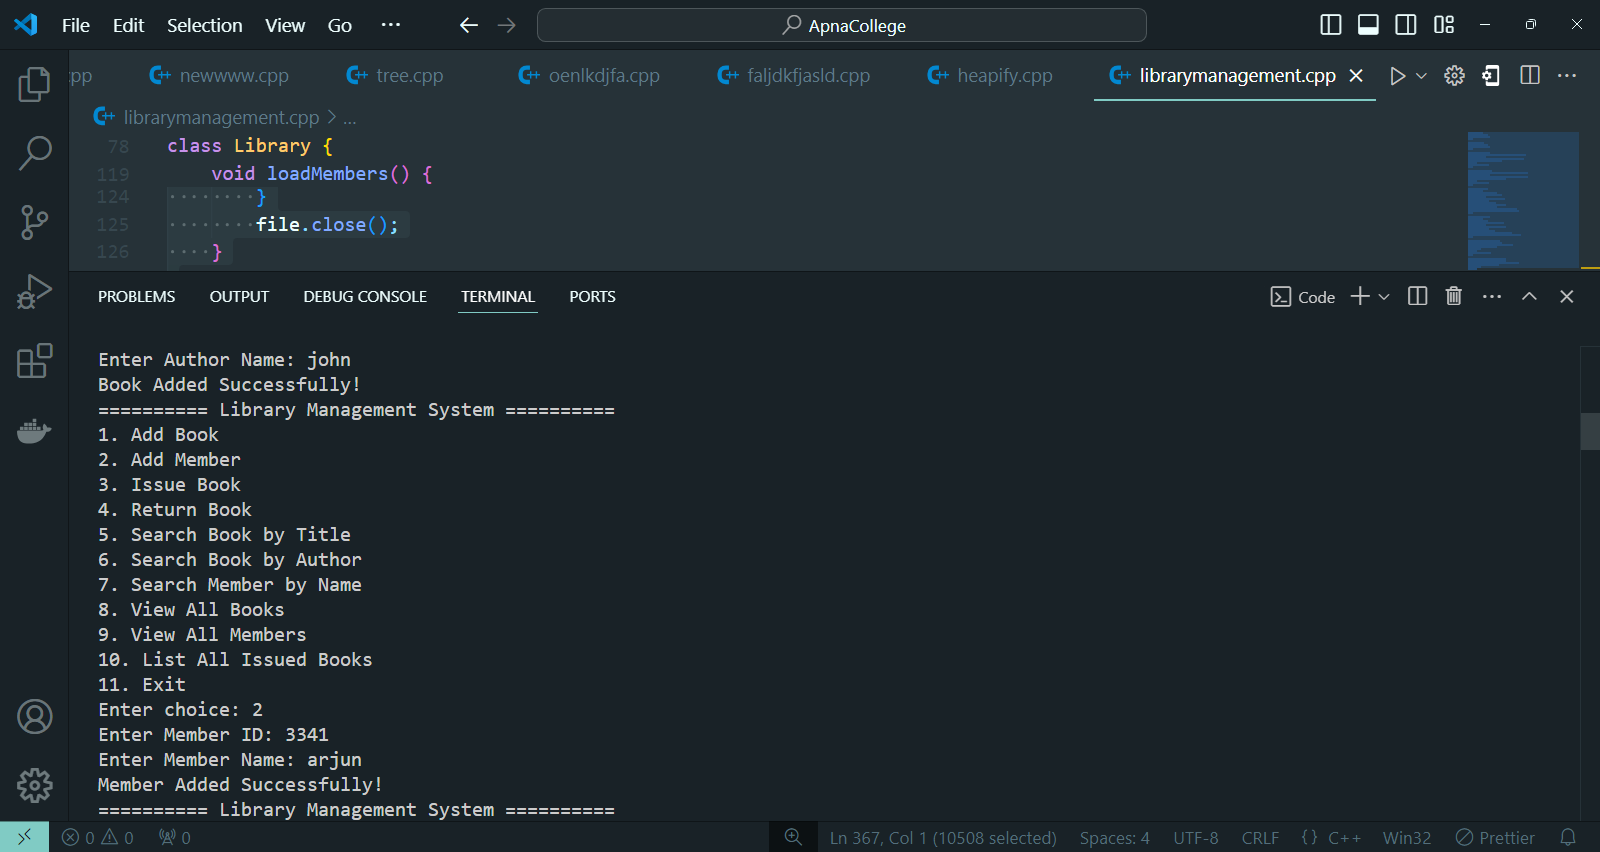 File Edit Selection View Go ··· ApnaCollege
cpp newwww.cpp tree.cpp oenlkdjfa.cpp faljdkfjasld.cpp heapify.cpp librarymanagement.cpp
librarymanagement.cpp > ...
78 class Library {
119 void loadMembers() {
124 }
125 file.close();
126 }
PROBLEMS OUTPUT DEBUG CONSOLE TERMINAL PORTS Code
Enter Author Name: john
Book Added Successfully!
========== Library Management System ==========
1. Add Book
2. Add Member
3. Issue Book
4. Return Book
5. Search Book by Title
6. Search Book by Author
7. Search Member by Name
8. View All Books
9. View All Members
10. List All Issued Books
11. Exit
Enter choice: 2
Enter Member ID: 3341
Enter Member Name: arjun
Member Added Successfully!
========== Library Management System ==========
0 0 0 Ln 367, Col 1 (10508 selected) Spaces: 4 UTF-8 CRLF {} C++ Win32 Prettier